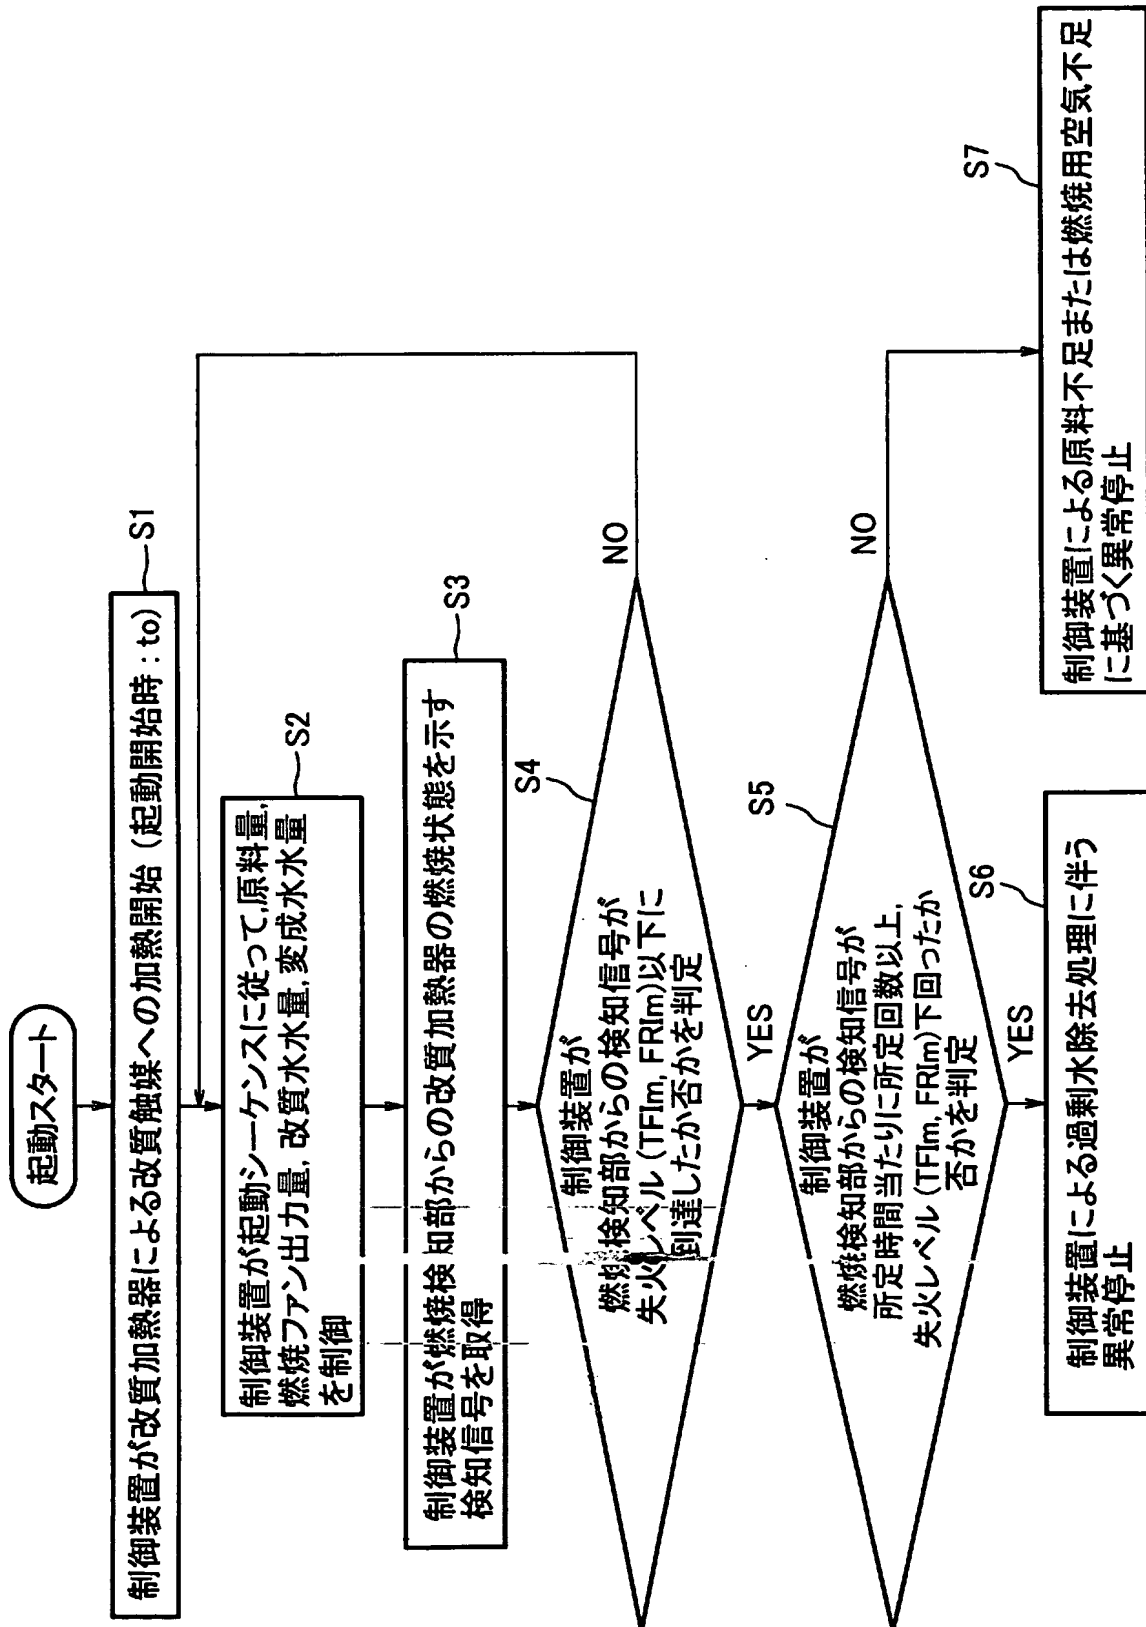 起動スタート
制御装置が改質加熱器による改質触媒への加熱開始 (起動開始時:to)
S1
制御装置が起動シーケンスに従って,原料量,
燃焼ファン出力量,改質水水量,変成水水量
を制御
S2
制御装置が燃焼検知部からの改質加熱器の燃焼状態を示す
検知信号を取得
S3
制御装置が
燃焼検知部からの検知信号が
失火レベル(TFIm, FRIm)以下に
到達したか否かを判定
S4
NO
YES
制御装置が
燃焼検知部からの検知信号が
所定時間当たりに所定回数以上,
失火レベル(TFIm, FRIm)下回ったか
否かを判定
S5
NO
YES
制御装置による過剰水除去処理に伴う
異常停止
S6
制御装置による原料不足または燃焼用空気不足
に基づく異常停止
S7